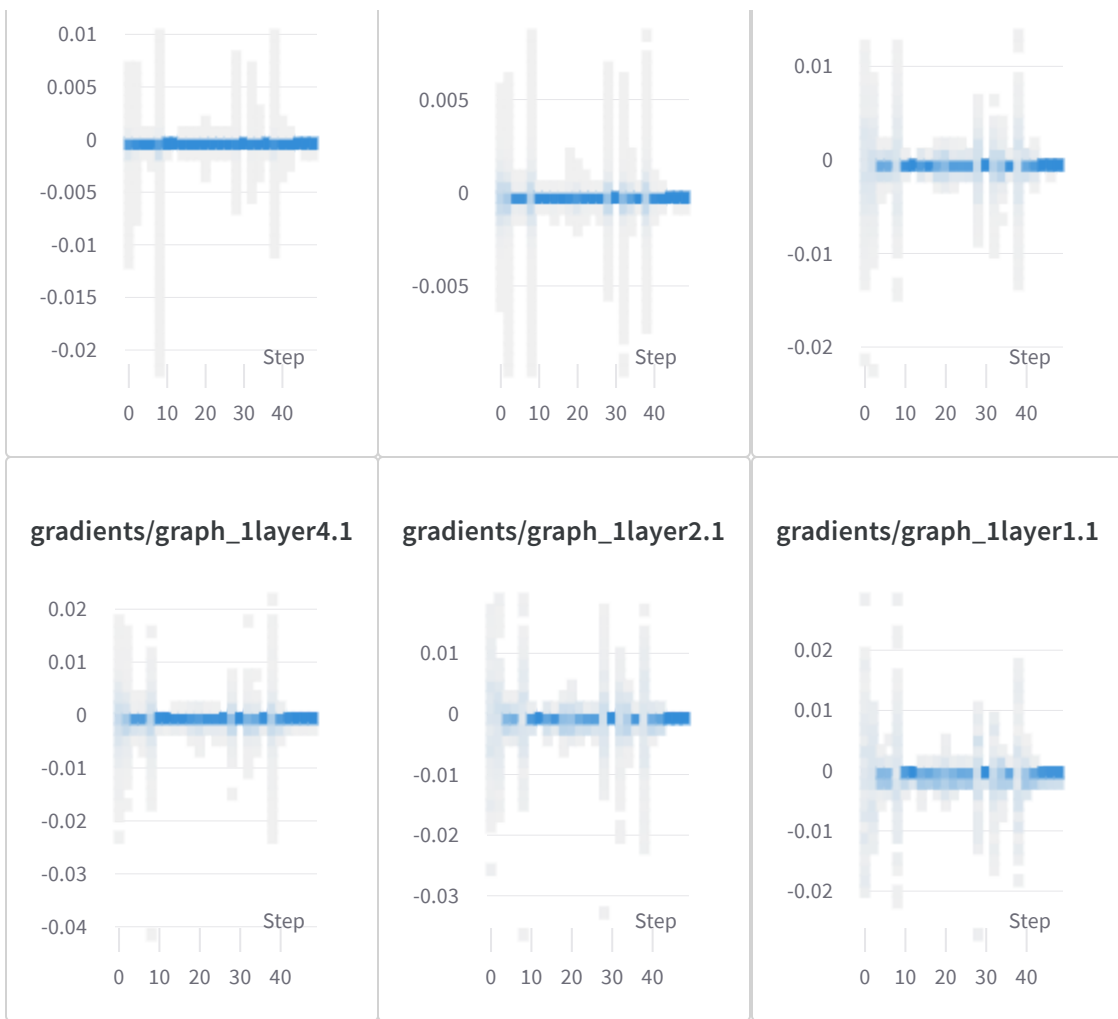 0.01
0.005
0
-0.005
-0.01
-0.015
-0.02
Step
0 10 20 30 40
0.005
0
-0.005
Step
0 10 20 30 40
0.01
0
-0.01
-0.02
Step
0 10 20 30 40
gradients/graph_1layer4.1
0.02
0.01
0
-0.01
-0.02
-0.03
-0.04
Step
0 10 20 30 40
gradients/graph_1layer2.1
0.01
0
-0.01
-0.02
-0.03
Step
0 10 20 30 40
gradients/graph_1layer1.1
0.02
0.01
0
-0.01
-0.02
Step
0 10 20 30 40